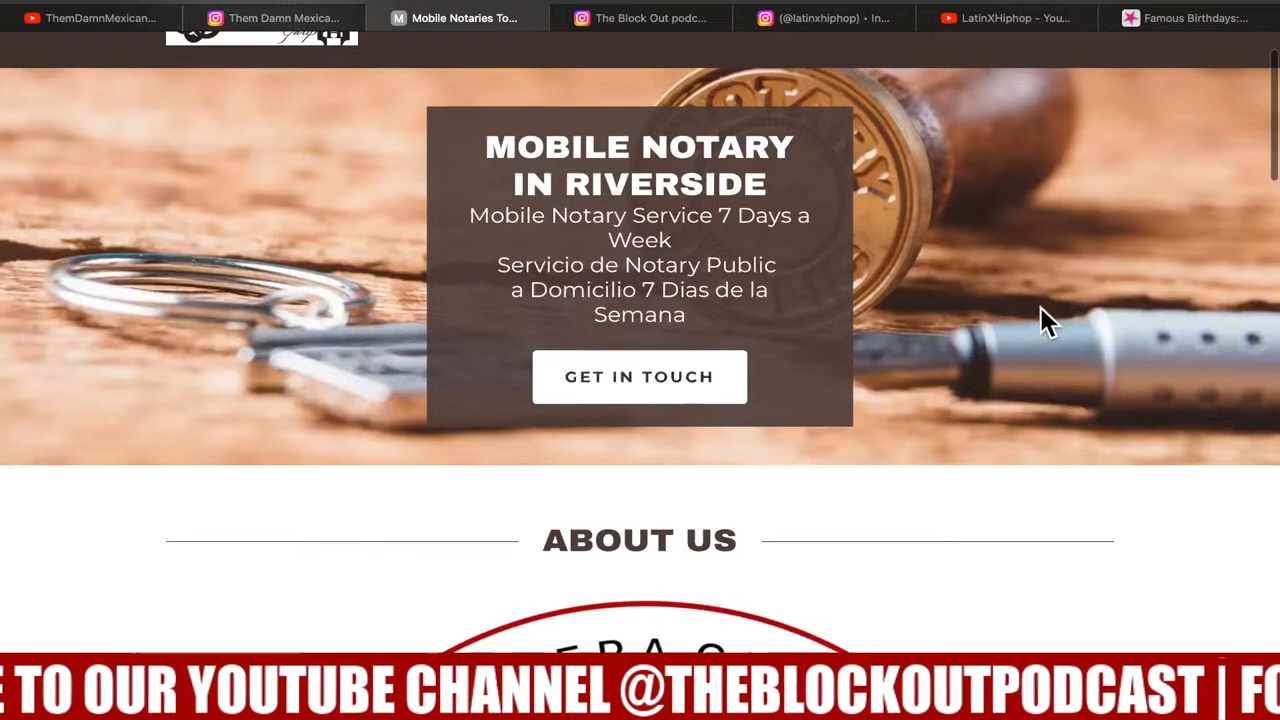 ThemDamnMexican...
Them Damn Mexica...
M
Mobile Notaries To...
The Block Out podc...
(@latinxhiphop) • In...
LatinXHiphop - You...
Famous Birthdays:...
NOTARY
MOBILE NOTARY
IN RIVERSIDE
Mobile Notary Service 7 Days a
Week
Servicio de Notary Public
a Domicilio 7 Dias de la
Semana
GET IN TOUCH
ABOUT US
E TO OUR YOUTUBE CHANNEL @THEBLOCKOUTPODCAST | FO